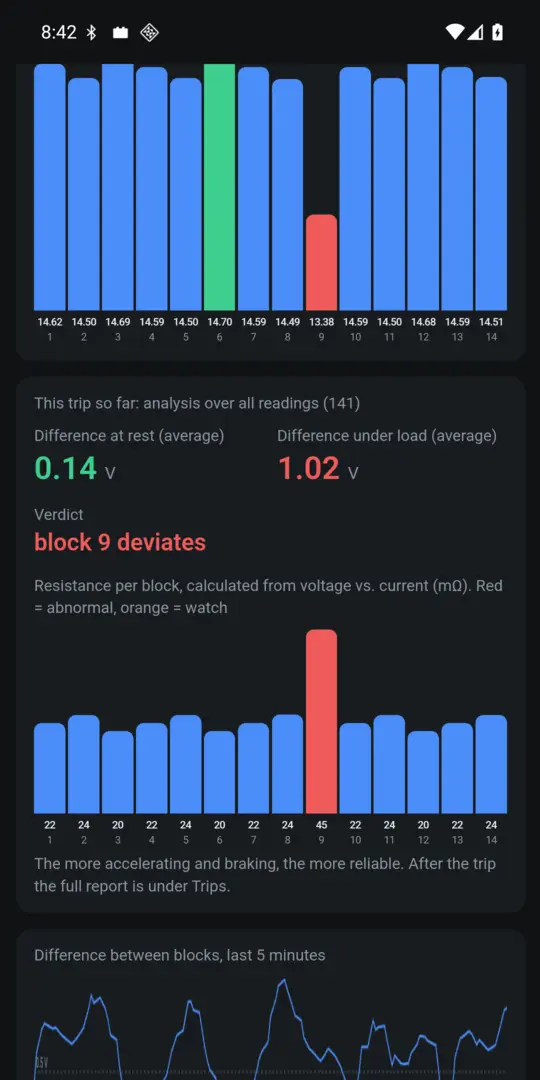 8:42
14.62 14.50 14.69 14.59 14.50 14.70 14.59 14.49 13.38 14.59 14.50 14.68 14.59 14.51
1 2 3 4 5 6 7 8 9 10 11 12 13 14
This trip so far: analysis over all readings (141)
Difference at rest (average) Difference under load (average)
0.14 V 1.02 V
Verdict
block 9 deviates
Resistance per block, calculated from voltage vs. current (mΩ). Red
= abnormal, orange = watch
22 24 20 22 24 20 22 24 45 22 24 20 22 24
1 2 3 4 5 6 7 8 9 10 11 12 13 14
The more accelerating and braking, the more reliable. After the trip
the full report is under Trips.
Difference between blocks, last 5 minutes